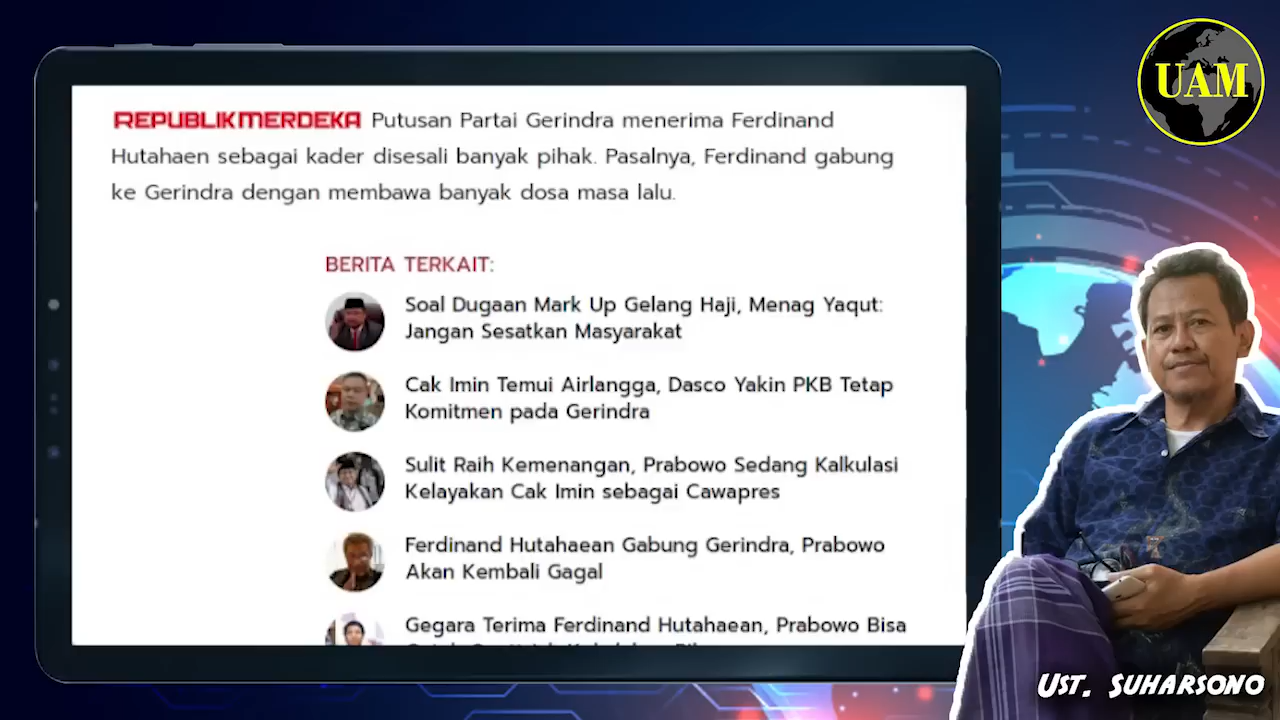 REPUBLIKMERDEKA Putusan Partai Gerindra menerima Ferdinand
Hutahaen sebagai kader disesali banyak pihak. Pasalnya, Ferdinand gabung
ke Gerindra dengan membawa banyak dosa masa lalu.
BERITA TERKAIT:
Soal Dugaan Mark Up Gelang Haji, Menag Yaqut:
Jangan Sesatkan Masyarakat
Cak Imin Temui Airlangga, Dasco Yakin PKB Tetap
Komitmen pada Gerindra
Sulit Raih Kemenangan, Prabowo Sedang Kalkulasi
Kelayakan Cak Imin sebagai Cawapres
Ferdinand Hutahaean Gabung Gerindra, Prabowo
Akan Kembali Gagal
Gegara Terima Ferdinand Hutahaean, Prabowo Bisa
UAM
UST. SUHARSONO